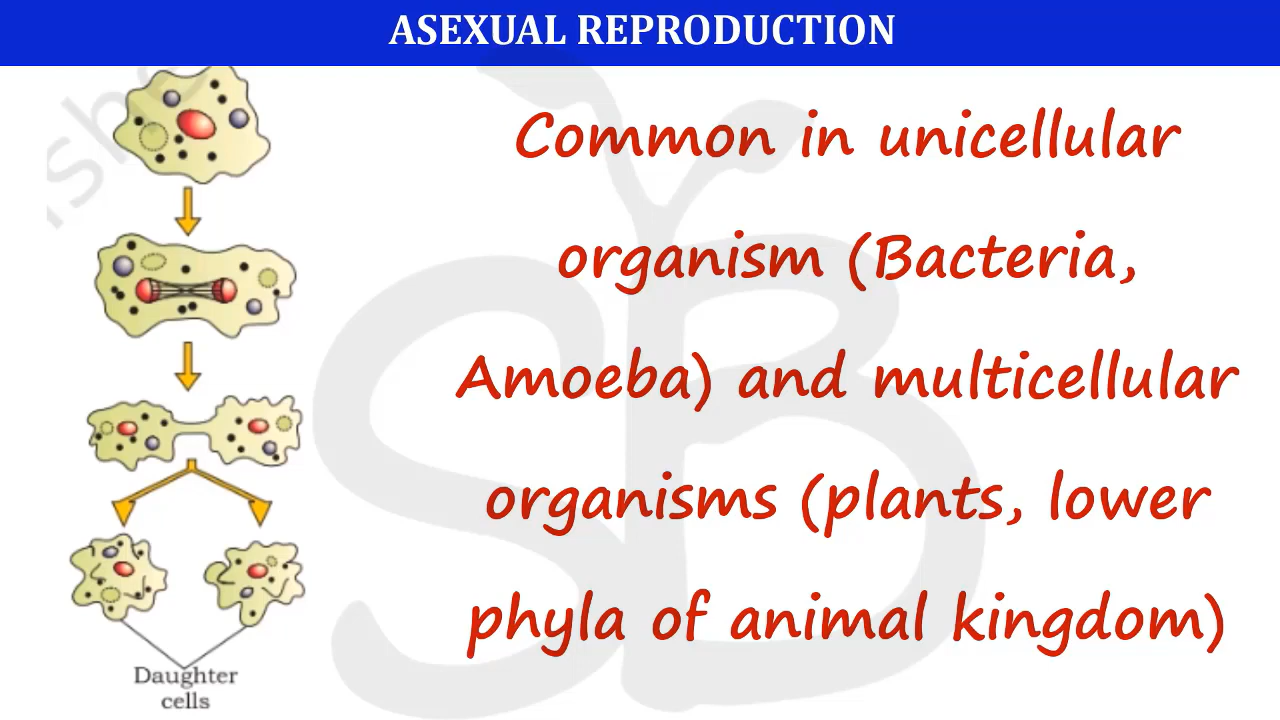 ASEXUAL REPRODUCTION
Common in unicellular
organism (Bacteria,
Amoeba) and multicellular
organisms (plants, lower
phyla of animal kingdom)
Daughter
cells
SB